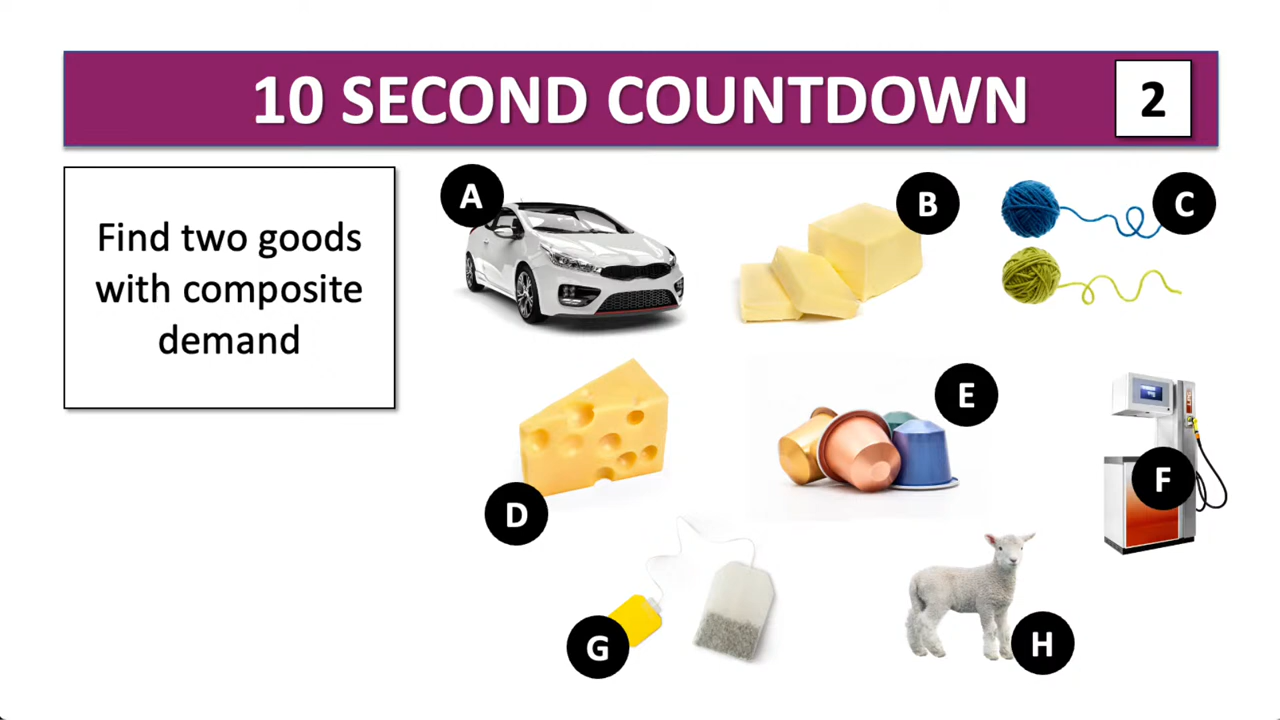 10 SECOND COUNTDOWN
2
Find two goods
with composite
demand
A
B
C
D
E
F
G
H